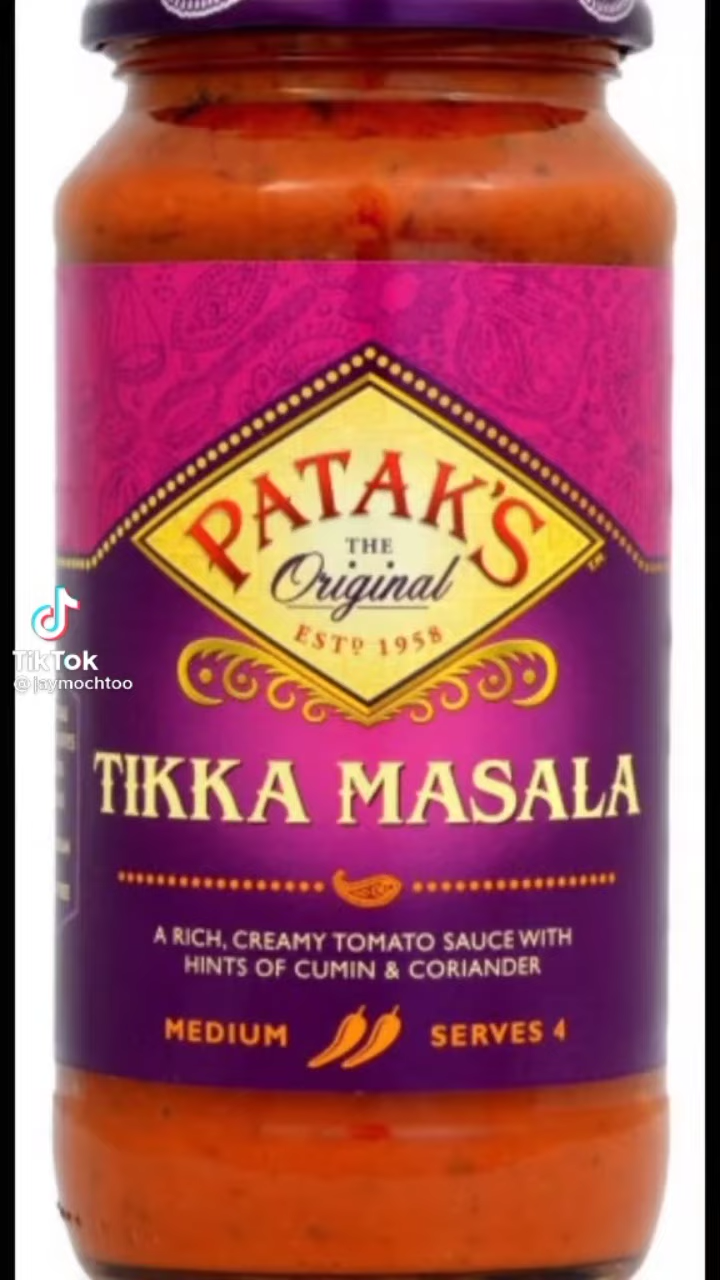 PATAK'S
THE
Original
ESTD 1958
TikTok
@jaymochtoo
TIKKA MASALA
A RICH, CREAMY TOMATO SAUCE WITH
HINTS OF CUMIN & CORIANDER
MEDIUM SERVES 4